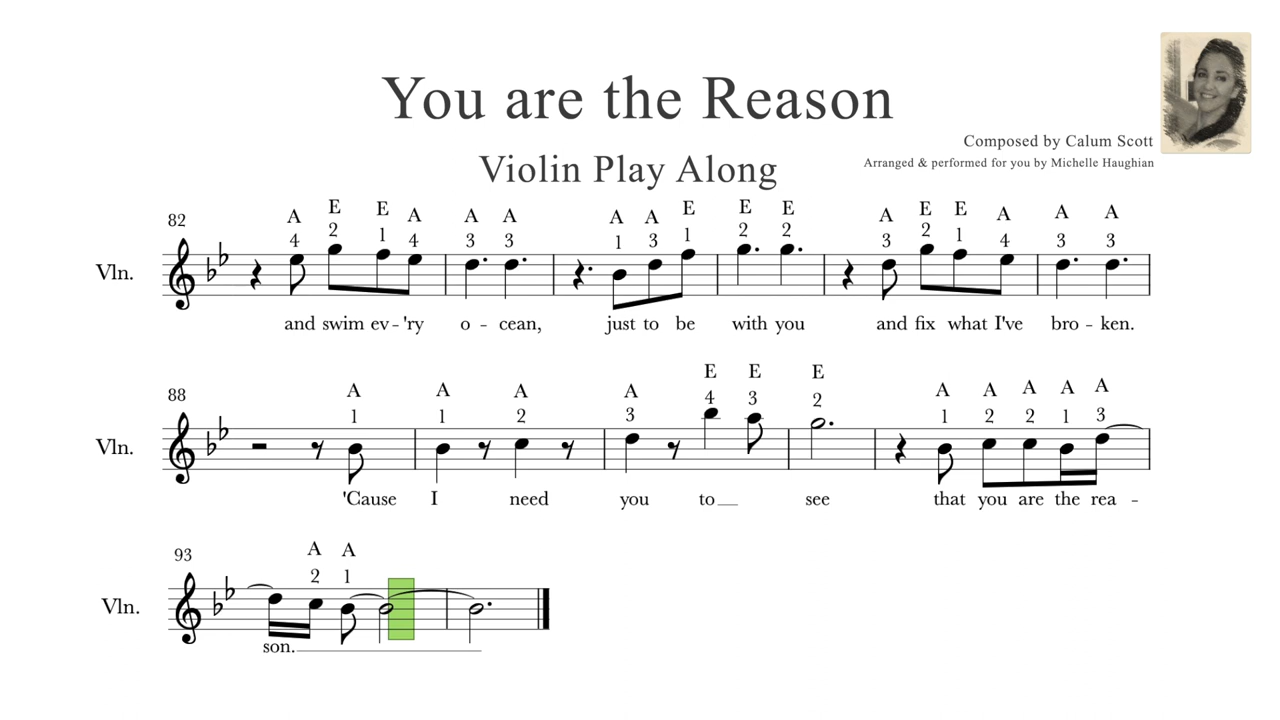 You are the Reason
Composed by Calum Scott
Violin Play Along
Arranged & performed for you by Michelle Haughian
82
A E E A A A A A E E E A E E A A A
4 2 1 4 3 3 1 3 1 2 2 3 2 1 4 3 3
Vln.
and swim ev-'ry o - cean, just to be with you and fix what I've bro - ken.
88
A A A A E E E A A A A A
1 1 2 3 4 3 2 1 2 2 1 3
Vln.
'Cause I need you to__ see that you are the rea -
93
A A
2 1
Vln.
son.